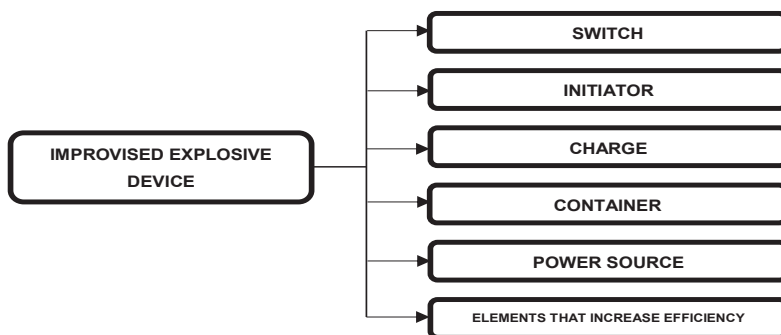 IMPROVISED EXPLOSIVE
DEVICE
SWITCH
INITIATOR
CHARGE
CONTAINER
POWER SOURCE
ELEMENTS THAT INCREASE EFFICIENCY